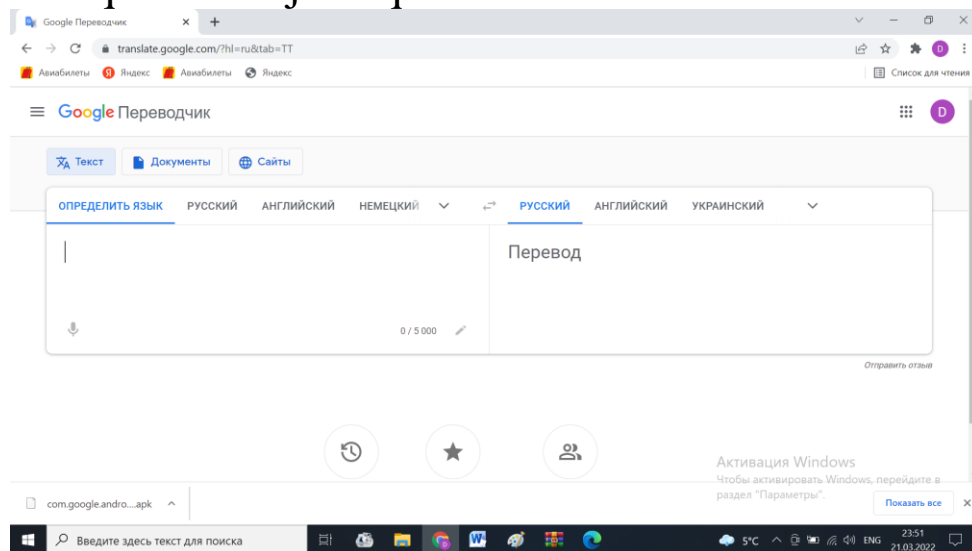 Google Переводчик
translate.google.com/?hl=ru&tab=TT
D
Авиабилеты Яндекс Авиабилеты Яндекс
Список для чтения
Google Переводчик
D
Текст Документы Сайты
ОПРЕДЕЛИТЬ ЯЗЫК РУССКИЙ АНГЛИЙСКИЙ НЕМЕЦКИЙ РУССКИЙ АНГЛИЙСКИЙ УКРАИНСКИЙ
Перевод
0 / 5 000
Отправить отзыв
Активация Windows
Чтобы активировать Windows, перейдите в
раздел "Параметры".
com.google.andro....apk
Показать все
Введите здесь текст для поиска
5°C ENG 23:51
21.03.2022